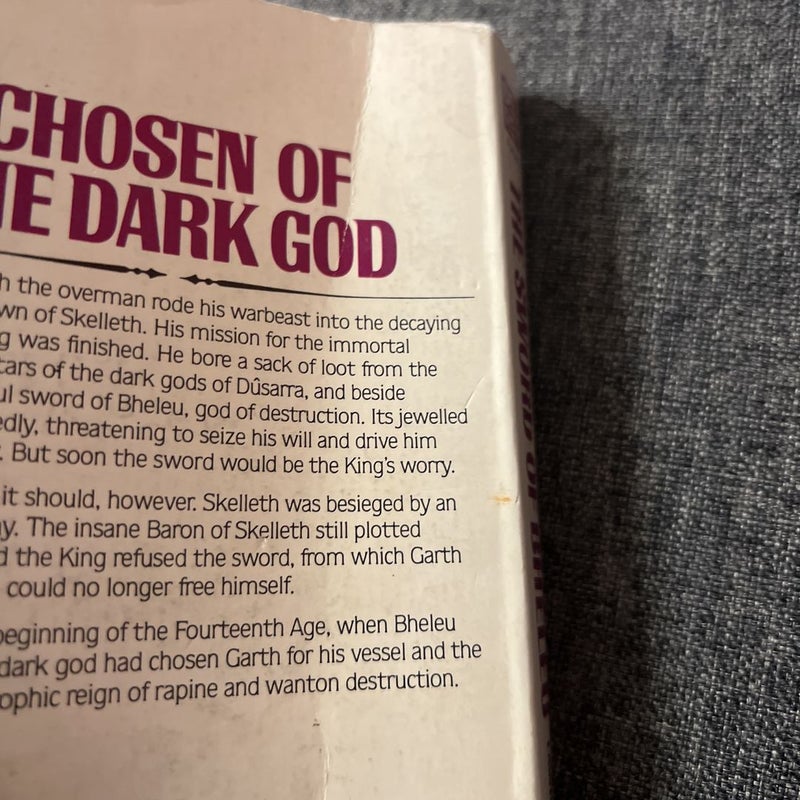 CHOSEN OF
HE DARK GOD
h the overman rode his warbeast into the decaying
wn of Skelleth. His mission for the immortal
g was finished. He bore a sack of loot from the
tars of the dark gods of Dûsarra, and beside
ul sword of Bheleu, god of destruction. Its jewelled
edly, threatening to seize his will and drive him
. But soon the sword would be the King's worry.
it should, however. Skelleth was besieged by an
y. The insane Baron of Skelleth still plotted
d the King refused the sword, from which Garth
could no longer free himself.
beginning of the Fourteenth Age, when Bheleu
dark god had chosen Garth for his vessel and the
ophic reign of rapine and wanton destruction.
THE SWORD OF BHELEU